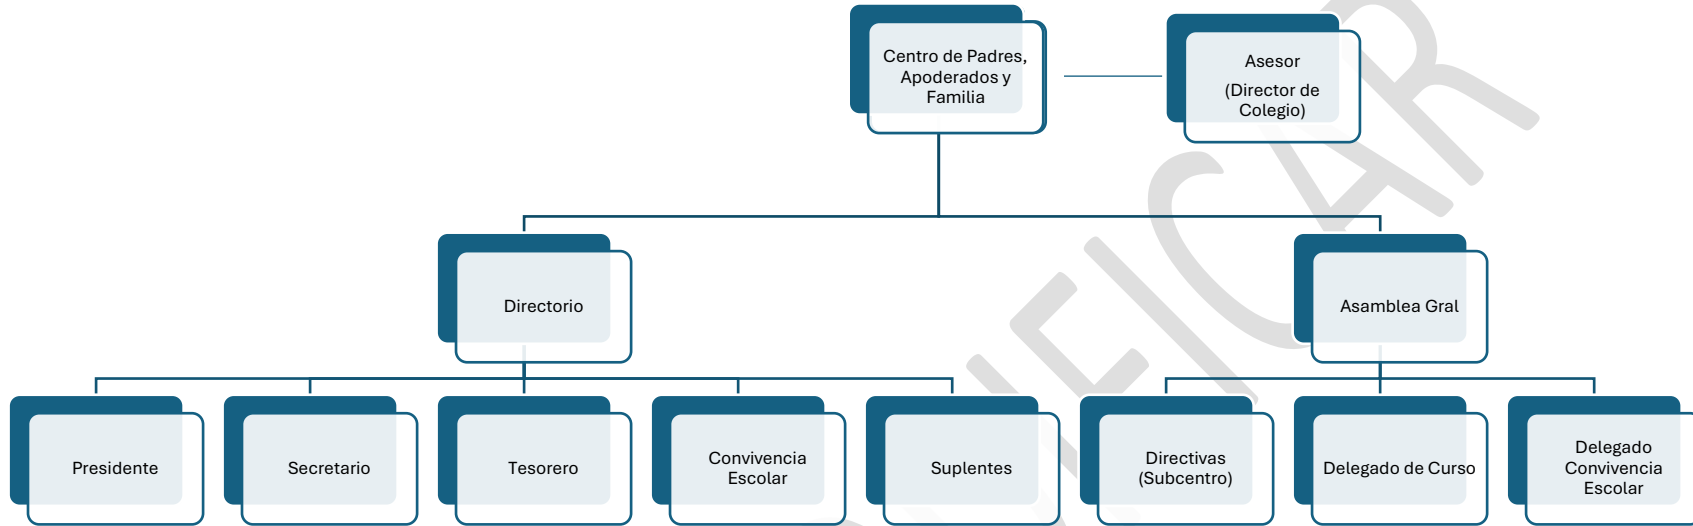 Centro de Padres,
Apoderados y
Familia
Asesor
(Director de
Colegio)
Directorio
Asamblea Gral
Presidente
Secretario
Tesorero
Convivencia
Escolar
Suplentes
Directivas
(Subcentro)
Delegado de Curso
Delegado
Convivencia
Escolar